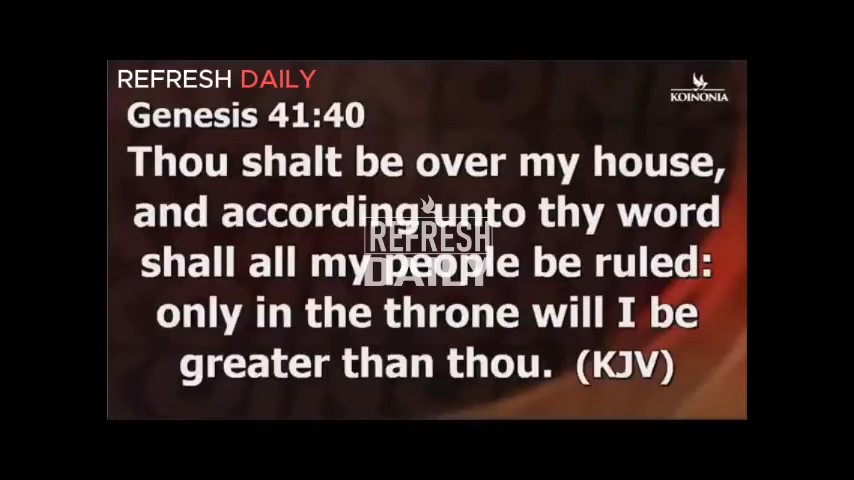 REFRESH DAILY
KOINONIA
Genesis 41:40
Thou shalt be over my house,
and according unto thy word
shall all my people be ruled:
only in the throne will I be
greater than thou. (KJV)
REFRESH
DAILY